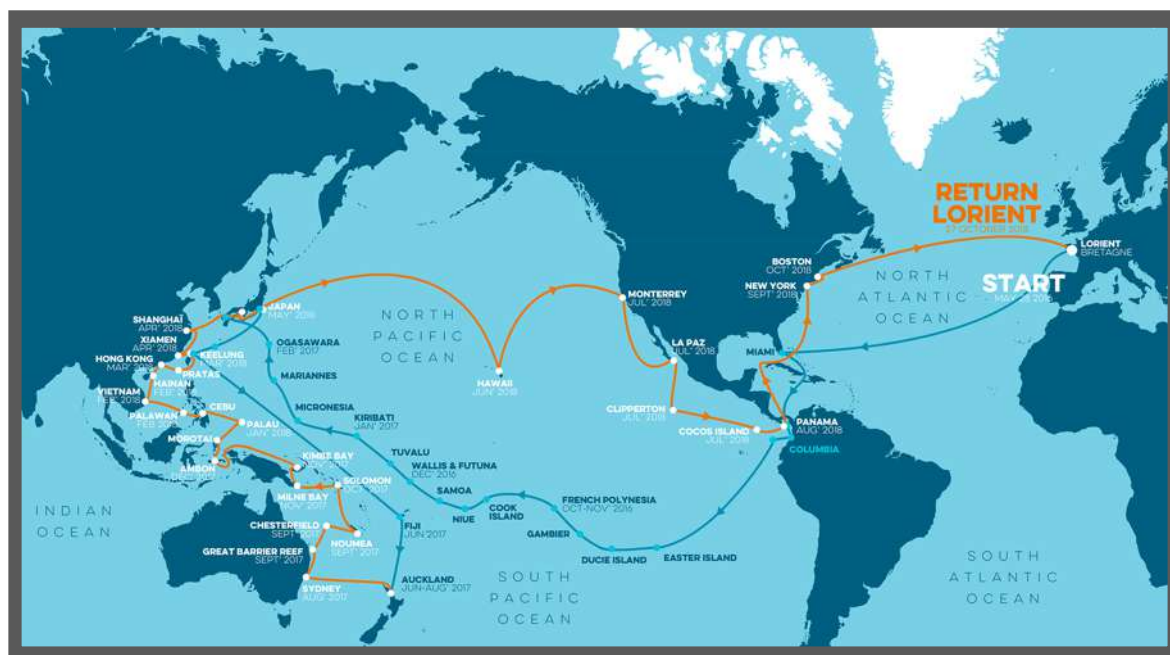 RETURN
LORIENT
27 OCTOBER 2018
LORIENT
BRETAGNE
START
BOSTON
OCT' 2018
NEW YORK
SEPT' 2018
NORTH
ATLANTIC
OCEAN
MIAMI
MONTERREY
JUL' 2018
LA PAZ
JUL' 2018
CLIPPERTON
JUL' 2018
COCOS ISLAND
JUL' 2018
PANAMA
AUG' 2018
COLUMBIA
NORTH
PACIFIC
OCEAN
HAWAII
JUN' 2018
JAPAN
SHANGHAÏ
APR' 2018
XIAMEN
APR' 2018
KEELUNG
MAR' 2018
HONG KONG
PRATAS
HAINAN
VIETNAM
FEB' 2018
PALAWAN
CEBU
PALAU
JAN' 2018
MOROTAI
AMBON
OGASAWARA
FEB' 2017
MARIANNES
MICRONESIA
KIRIBATI
JAN' 2017
TUVALU
WALLIS & FUTUNA
DEC' 2016
SAMOA
NIUE
COOK
ISLAND
FRENCH POLYNESIA
OCT-NOV' 2016
GAMBIER
DUCIE ISLAND
EASTER ISLAND
KIMBE BAY
NOV' 2017
SOLOMON
OCT' 2017
MILNE BAY
NOV' 2017
CHESTERFIELD
SEPT' 2017
NOUMEA
SEPT' 2017
FIJI
JUN' 2017
GREAT BARRIER REEF
SEPT' 2017
SYDNEY
AUG' 2017
AUCKLAND
JUN-AUG' 2017
INDIAN
OCEAN
SOUTH
PACIFIC
OCEAN
SOUTH
ATLANTIC
OCEAN